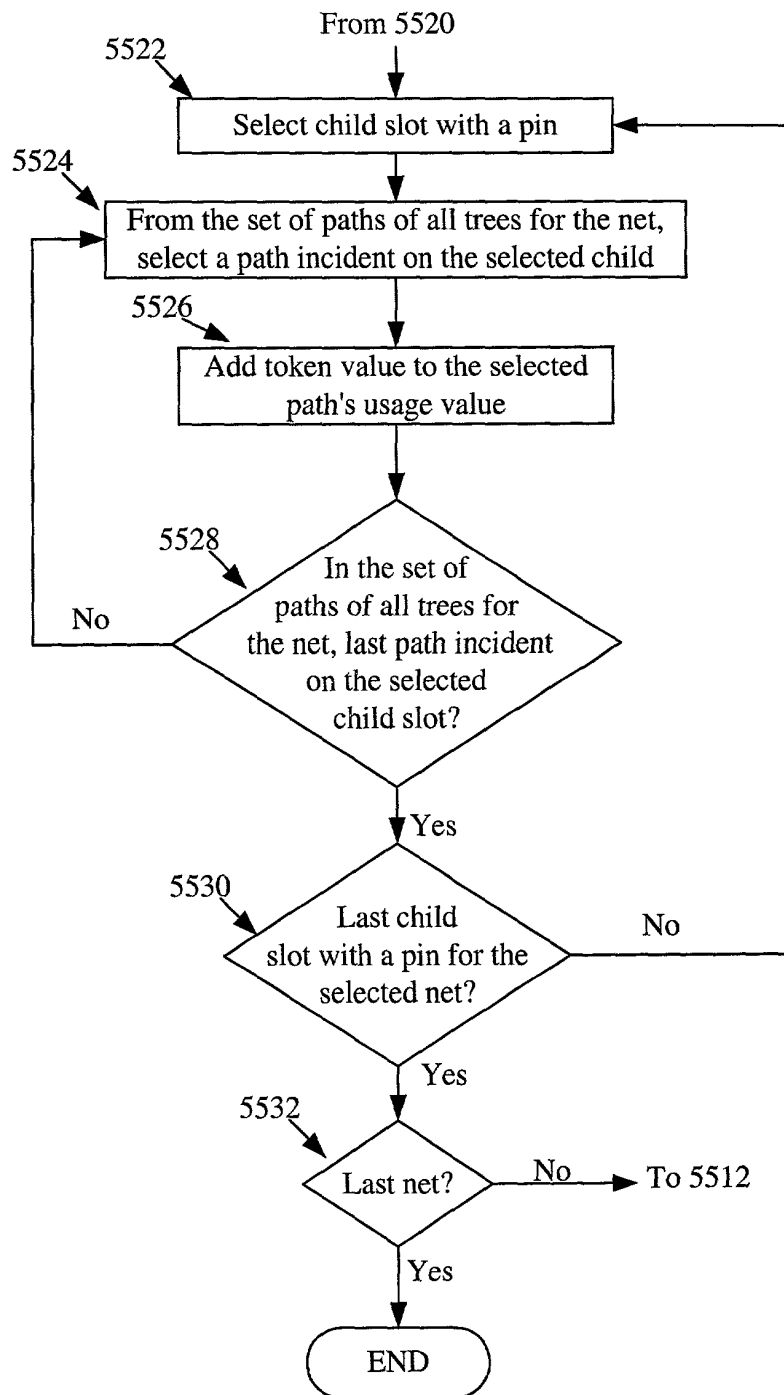 From 5520
5522
Select child slot with a pin
5524
From the set of paths of all trees for the net,
select a path incident on the selected child
5526
Add token value to the selected
path's usage value
5528
In the set of
paths of all trees for
the net, last path incident
on the selected
child slot?
No
Yes
5530
Last child
slot with a pin for the
selected net?
No
Yes
5532
Last net?
No
To 5512
Yes
END